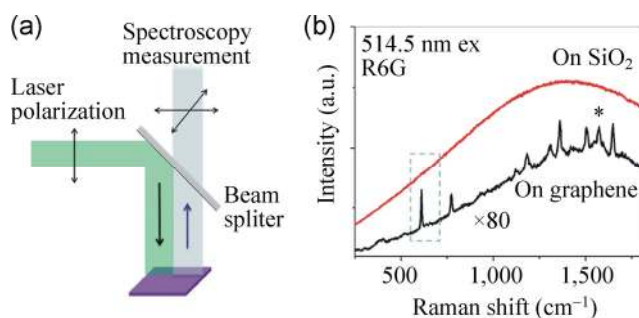 (a)
Spectroscopy
measurement
Laser
polarization
Beam
spliter
(b)
514.5 nm ex
R6G
On SiO₂
*
On graphene
×80
Intensity (a.u.)
500
1,000
1,500
Raman shift (cm⁻¹)